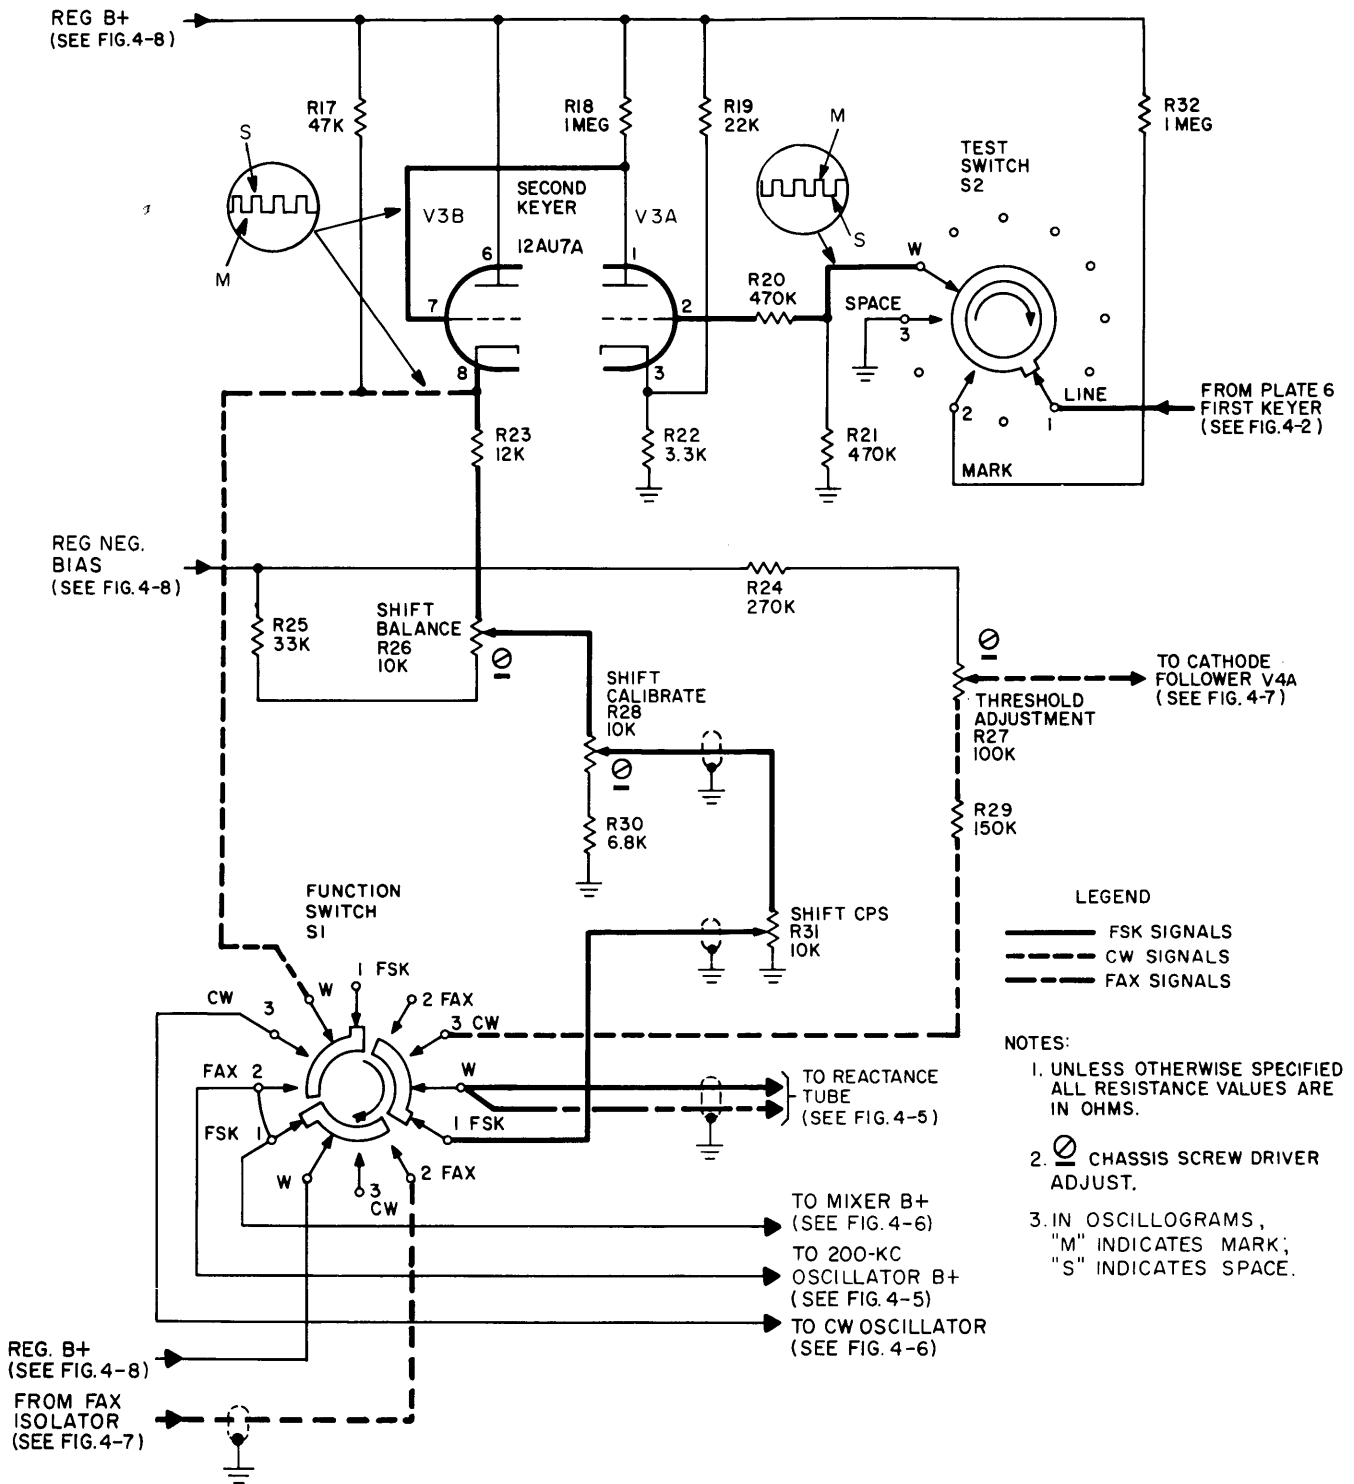 REG B+
(SEE FIG.4-8)
R17
47K
R18
1MEG
R19
22K
R32
1 MEG
S
M
M
S
TEST
SWITCH
S2
SECOND
KEYER
12AU7A
V3B
V3A
6
1
7
2
8
3
R20
470K
W
SPACE
3
2
LINE
1
MARK
FROM PLATE 6
FIRST KEYER
(SEE FIG.4-2)
R23
12K
R22
3.3K
R21
470K
REG NEG.
BIAS
(SEE FIG.4-8)
R24
270K
R25
33K
SHIFT
BALANCE
R26
10K
SHIFT
CALIBRATE
R28
10K
TO CATHODE
FOLLOWER V4A
(SEE FIG. 4-7)
THRESHOLD
ADJUSTMENT
R27
100K
R30
6.8K
R29
150K
FUNCTION
SWITCH
S1
SHIFT CPS
R31
10K
LEGEND
FSK SIGNALS
CW SIGNALS
FAX SIGNALS
W
1 FSK
2 FAX
CW
3
3 CW
FAX 2
W
FSK 1
1 FSK
W
3
CW
2 FAX
TO REACTANCE
TUBE
(SEE FIG.4-5)
NOTES:
1. UNLESS OTHERWISE SPECIFIED
ALL RESISTANCE VALUES ARE
IN OHMS.
2. CHASSIS SCREW DRIVER
ADJUST.
3. IN OSCILLOGRAMS,
"M" INDICATES MARK;
"S" INDICATES SPACE.
TO MIXER B+
(SEE FIG.4-6)
TO 200-KC
OSCILLATOR B+
(SEE FIG.4-5)
TO CW OSCILLATOR
(SEE FIG.4-6)
REG. B+
(SEE FIG.4-8)
FROM FAX
ISOLATOR
(SEE FIG.4-7)